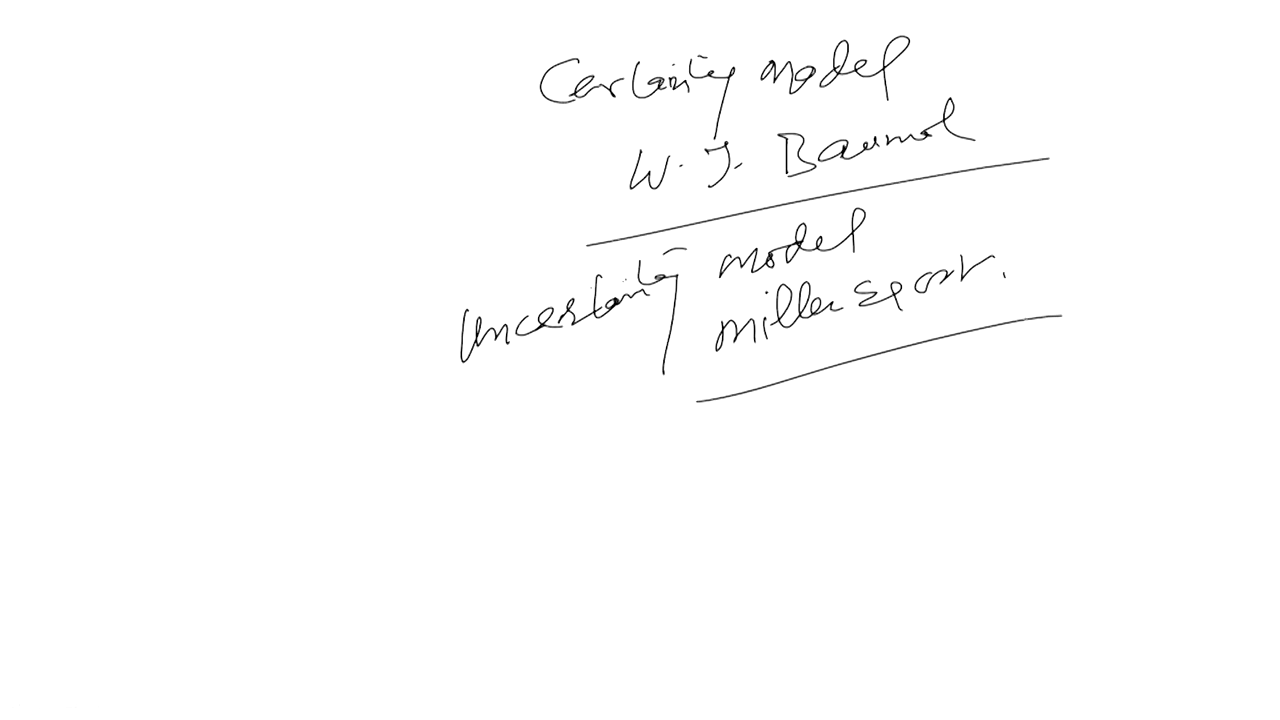 Certainty model
W. J. Baumol
Uncertainty model
miller & orr.